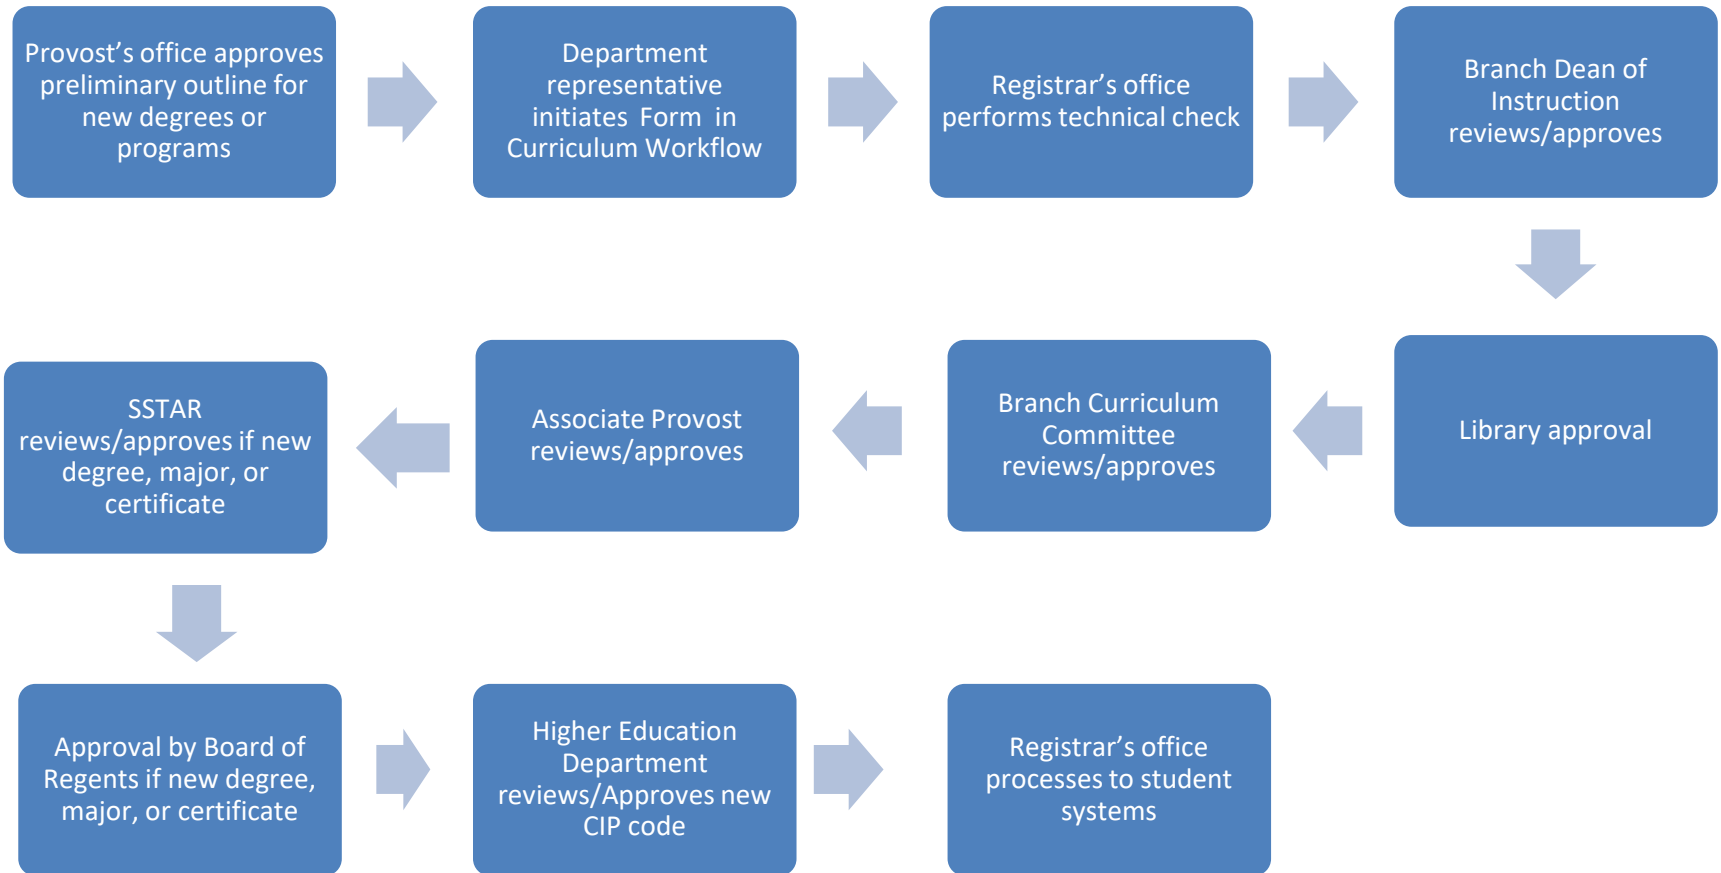 Provost’s office approves
preliminary outline for
new degrees or
programs
Department
representative
initiates  Form  in
Curriculum Workflow
Registrar’s office
performs technical check
Branch Dean of
Instruction
reviews/approves
Library approval
Branch Curriculum
Committee
reviews/approves
Associate Provost
reviews/approves
SSTAR
reviews/approves if new
degree, major, or
certificate
Approval by Board of
Regents if new degree,
major, or certificate
Higher Education
Department
reviews/Approves new
CIP code
Registrar’s office
processes to student
systems